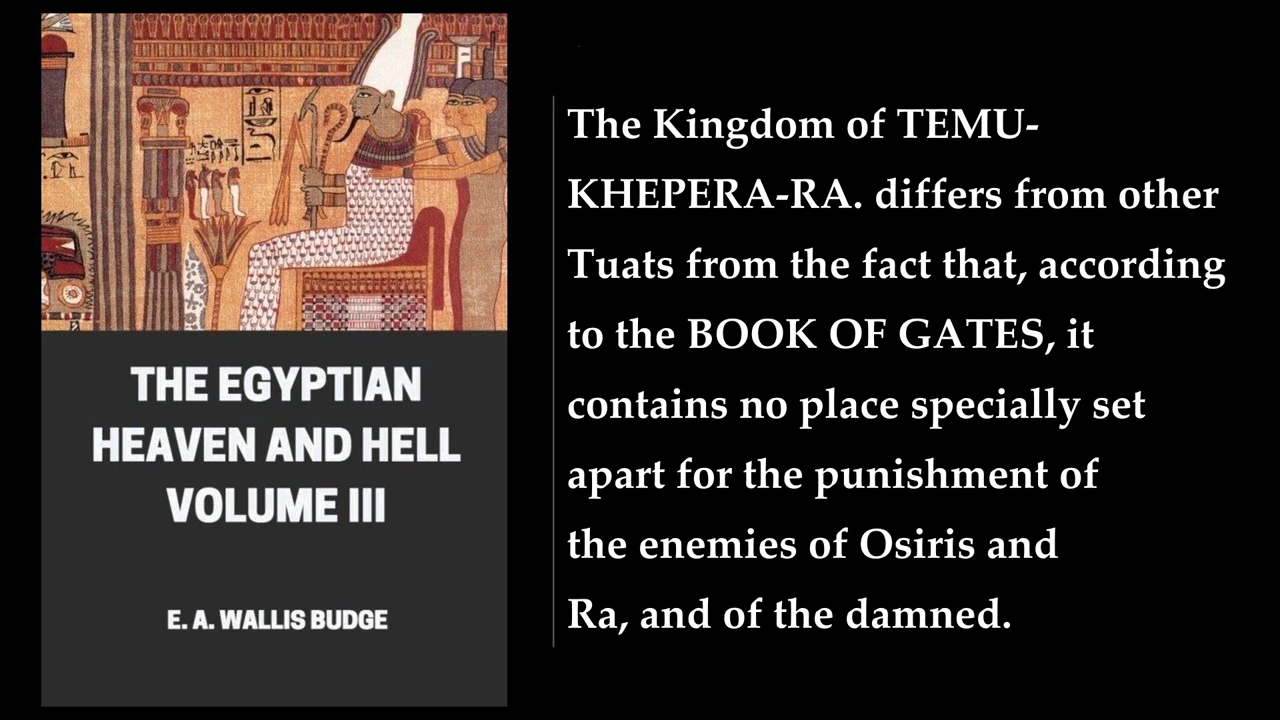 THE EGYPTIAN
HEAVEN AND HELL
VOLUME III
E. A. WALLIS BUDGE
The Kingdom of TEMU-
KHEPERA-RA. differs from other
Tuats from the fact that, according
to the BOOK OF GATES, it
contains no place specially set
apart for the punishment of
the enemies of Osiris and
Ra, and of the damned.